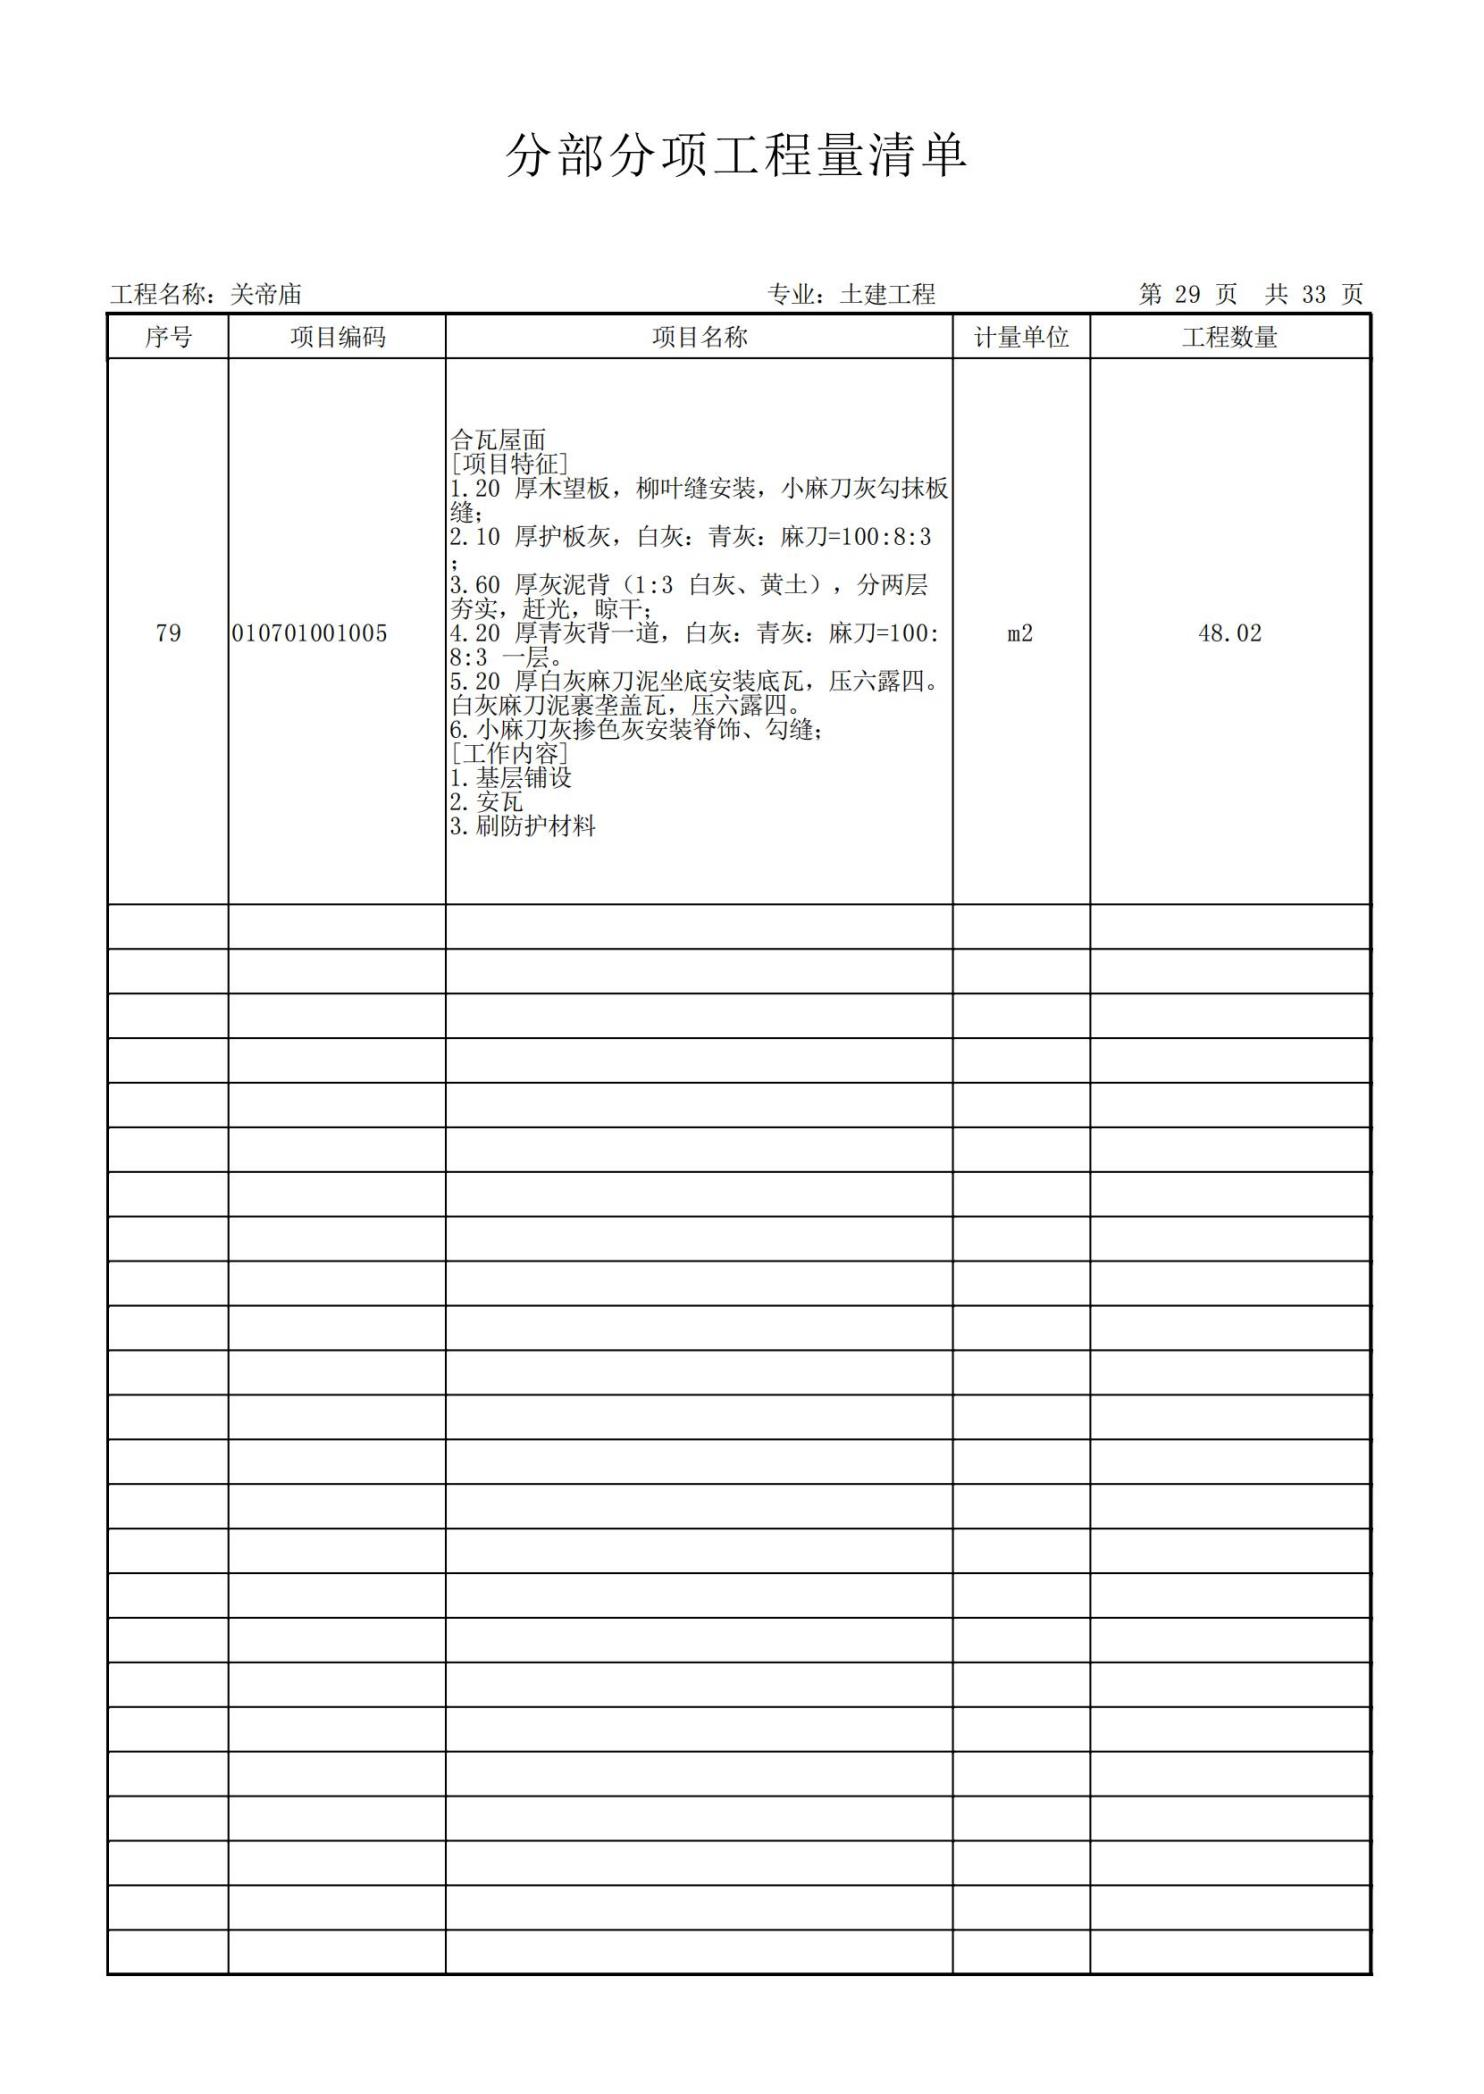 分部分项工程量清单
工程名称：关帝庙 专业：土建工程 第 29 页 共 33 页
序号 项目编码 项目名称 计量单位 工程数量
合瓦屋面
[项目特征]
1.20 厚木望板，柳叶缝安装，小麻刀灰勾抹板
缝；
2.10 厚护板灰，白灰：青灰：麻刀=100:8:3
；
3.60 厚灰泥背（1:3 白灰、黄土），分两层
夯实，赶光，晾干；
79 010701001005 4.20 厚青灰背一道，白灰：青灰：麻刀=100: m2 48.02
8:3 一层。
5.20 厚白灰麻刀泥坐底安装底瓦，压六露四。
白灰麻刀泥裹垄盖瓦，压六露四。
6.小麻刀灰掺色灰安装脊饰、勾缝；
[工作内容]
1.基层铺设
2.安瓦
3.刷防护材料